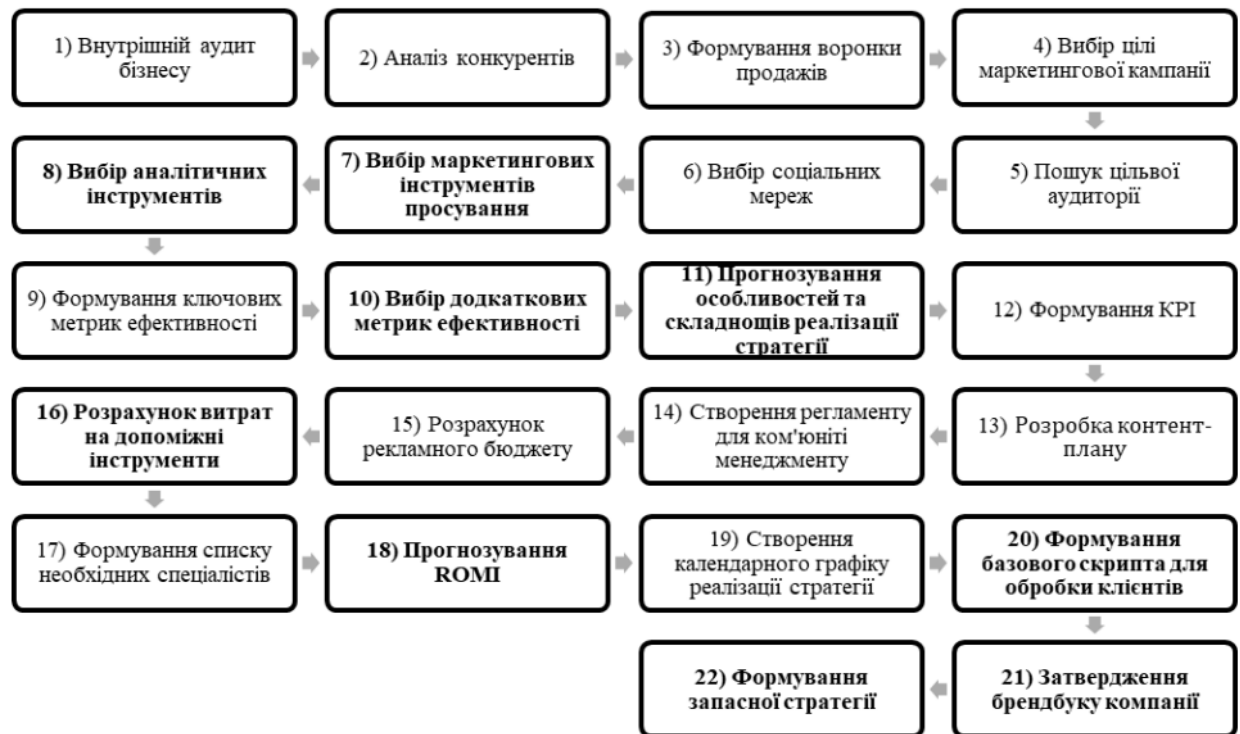 1) Внутрішній аудит
бізнесу
2) Аналіз конкурентів
3) Формування воронки
продажів
4) Вибір цілі
маркетингової кампанії
5) Пошук цільвої
аудиторії
6) Вибір соціальних
мереж
7) Вибір маркетингових
інструментів
просування
8) Вибір аналітичних
інструментів
9) Формування ключових
метрик ефективності
10) Вибір додкаткових
метрик ефективності
11) Прогнозування
особливостей та
складнощів реалізації
стратегії
12) Формування KPI
13) Розробка контент-
плану
14) Створення регламенту
для ком'юніті
менеджменту
15) Розрахунок
рекламного бюджету
16) Розрахунок витрат
на допоміжні
інструменти
17) Формування списку
необхідних спеціалістів
18) Прогнозування
ROMI
19) Створення
календарного графіку
реалізації стратегії
20) Формування
базового скрипта для
обробки клієнтів
21) Затвердження
брендбуку компанії
22) Формування
запасної стратегії